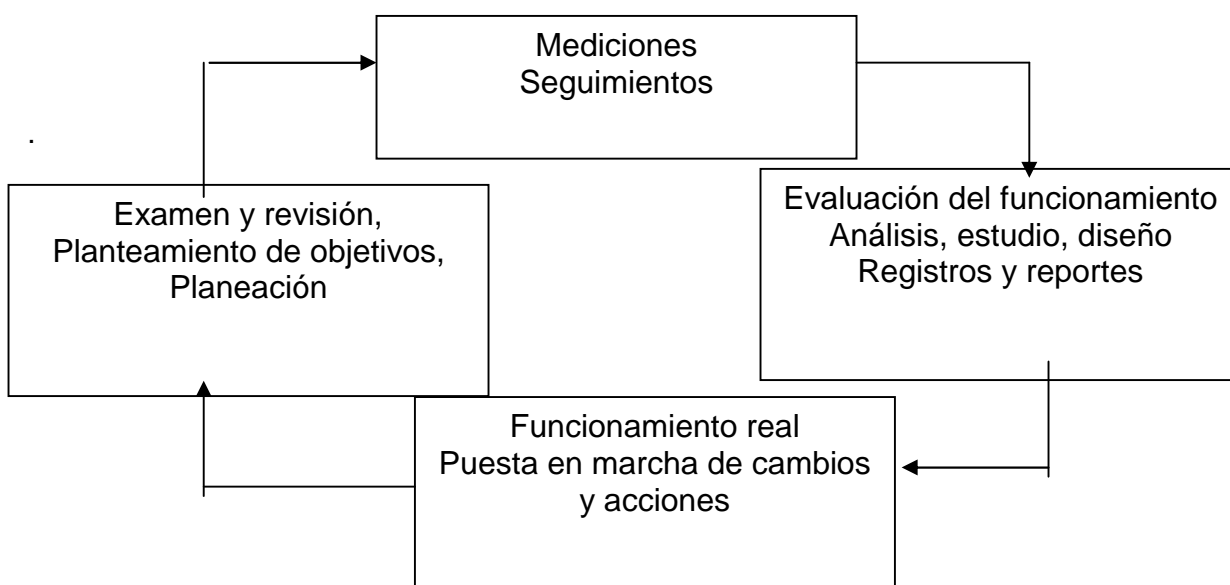 Mediciones
Seguimientos
.
Examen y revisión,
Planteamiento de objetivos,
Planeación
Evaluación del funcionamiento
Análisis, estudio, diseño
Registros y reportes
Funcionamiento real
Puesta en marcha de cambios
y acciones